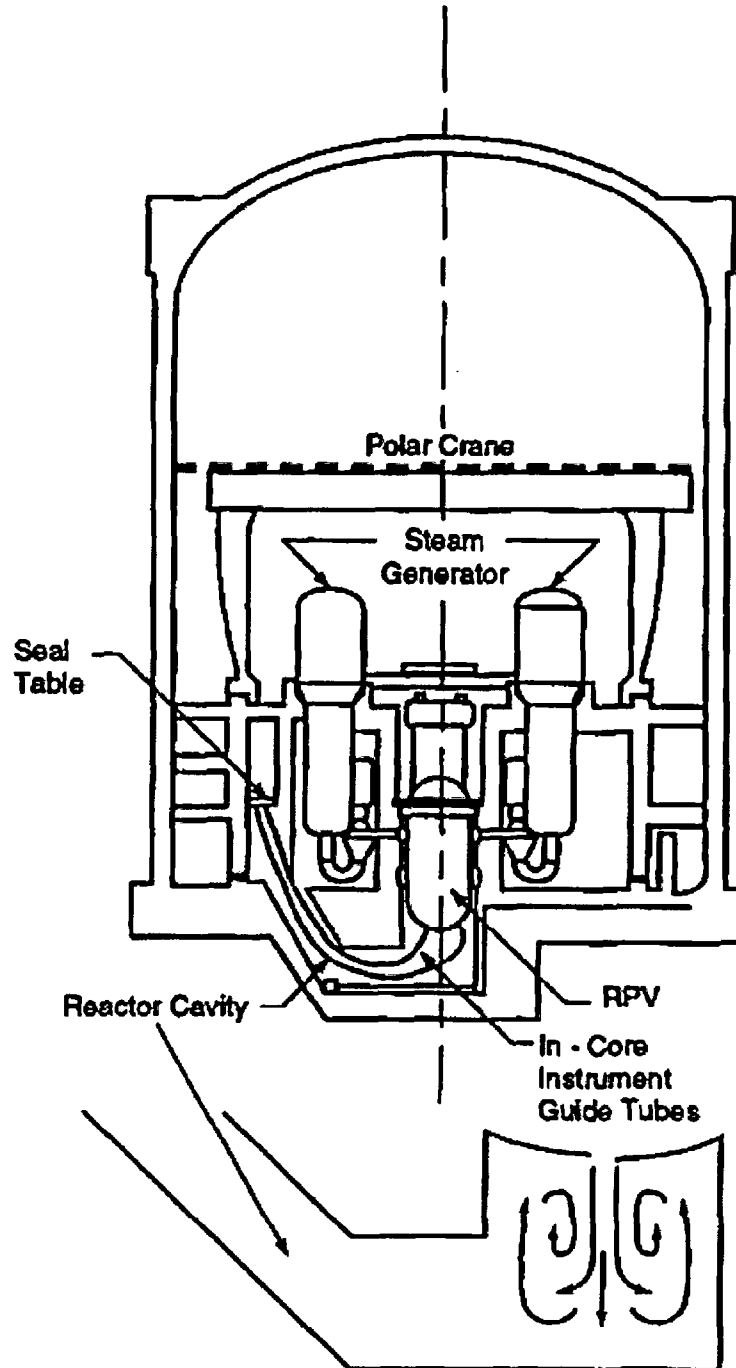 Polar Crane
Steam
Generator
Seal
Table
Reactor Cavity
RPV
In - Core
Instrument
Guide Tubes